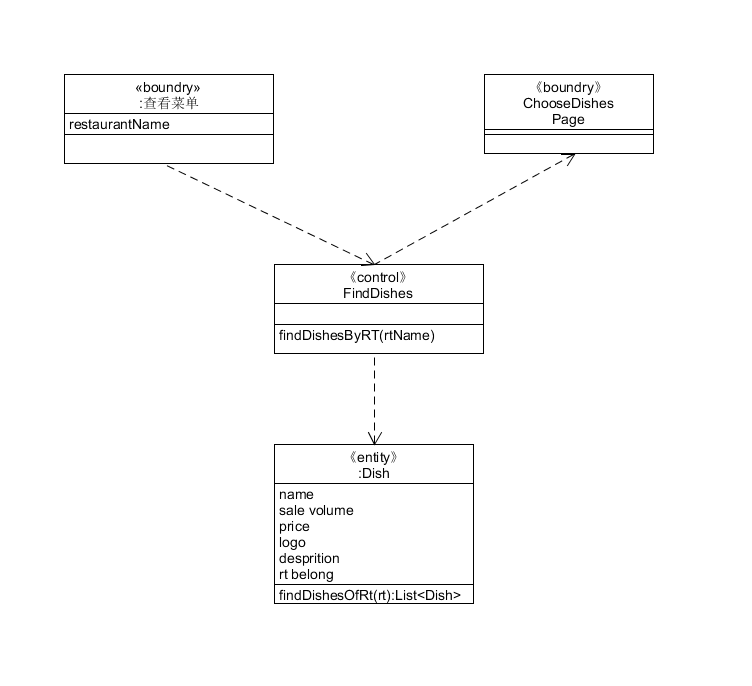 «boundry»
:查看菜单
restaurantName
《boundry》
ChooseDishes
Page
《control》
FindDishes
findDishesByRT(rtName)
《entity》
:Dish
name
sale volume
price
logo
desprition
rt belong
findDishesOfRt(rt):List<Dish>